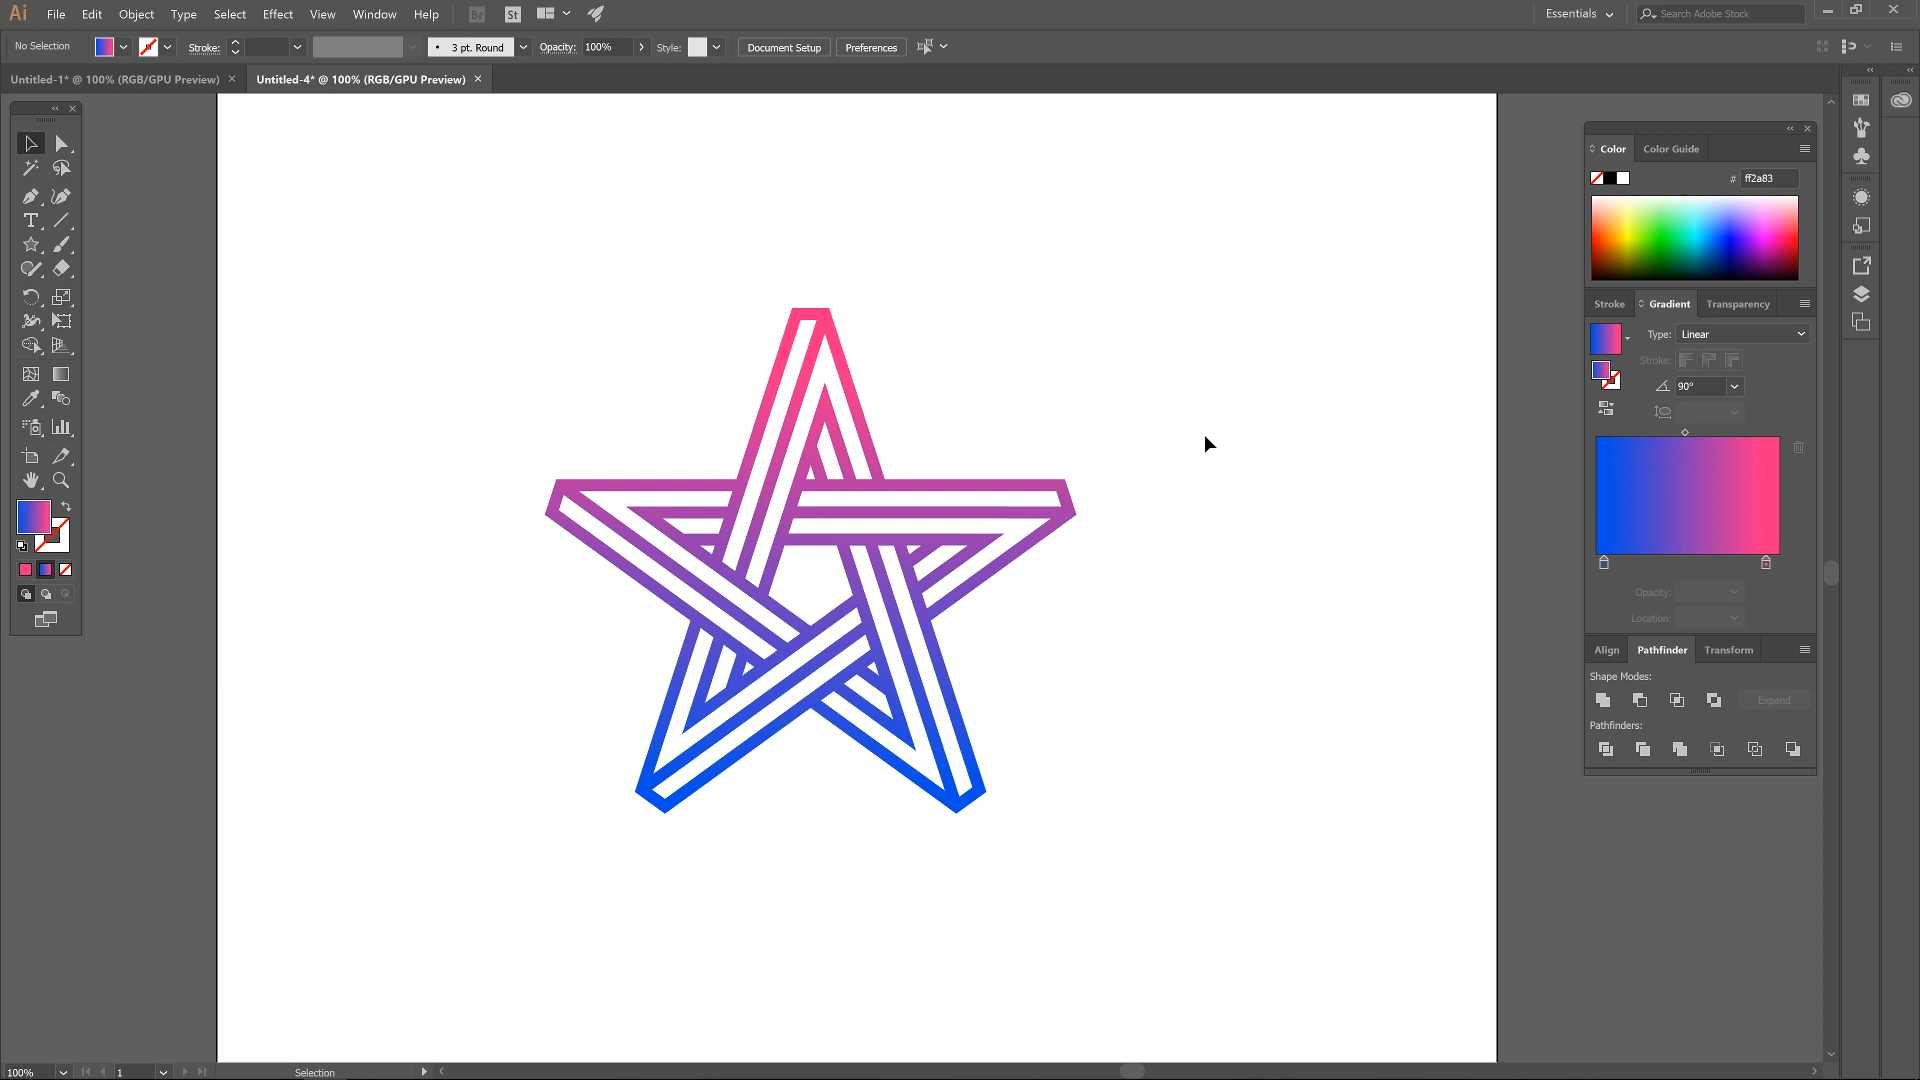 Ai File Edit Object Type Select Effect View Window Help Br St Essentials Search Adobe Stock
No Selection Stroke: 3 pt. Round Opacity: 100% Style: Document Setup Preferences
Untitled-1* @ 100% (RGB/GPU Preview) × Untitled-4* @ 100% (RGB/GPU Preview) ×
Color Color Guide
# ff2a83
Stroke Gradient Transparency
Type: Linear
Stroke:
90°
Opacity:
Location:
Align Pathfinder Transform
Shape Modes:
Expand
Pathfinders:
100% 1 Selection